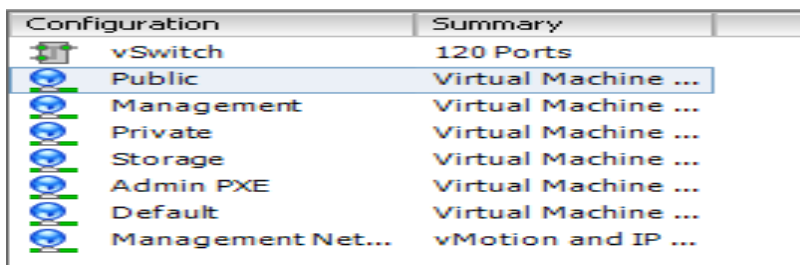 Configuration Summary
vSwitch 120 Ports
Public Virtual Machine ...
Management Virtual Machine ...
Private Virtual Machine ...
Storage Virtual Machine ...
Admin PXE Virtual Machine ...
Default Virtual Machine ...
Management Net... vMotion and IP ...